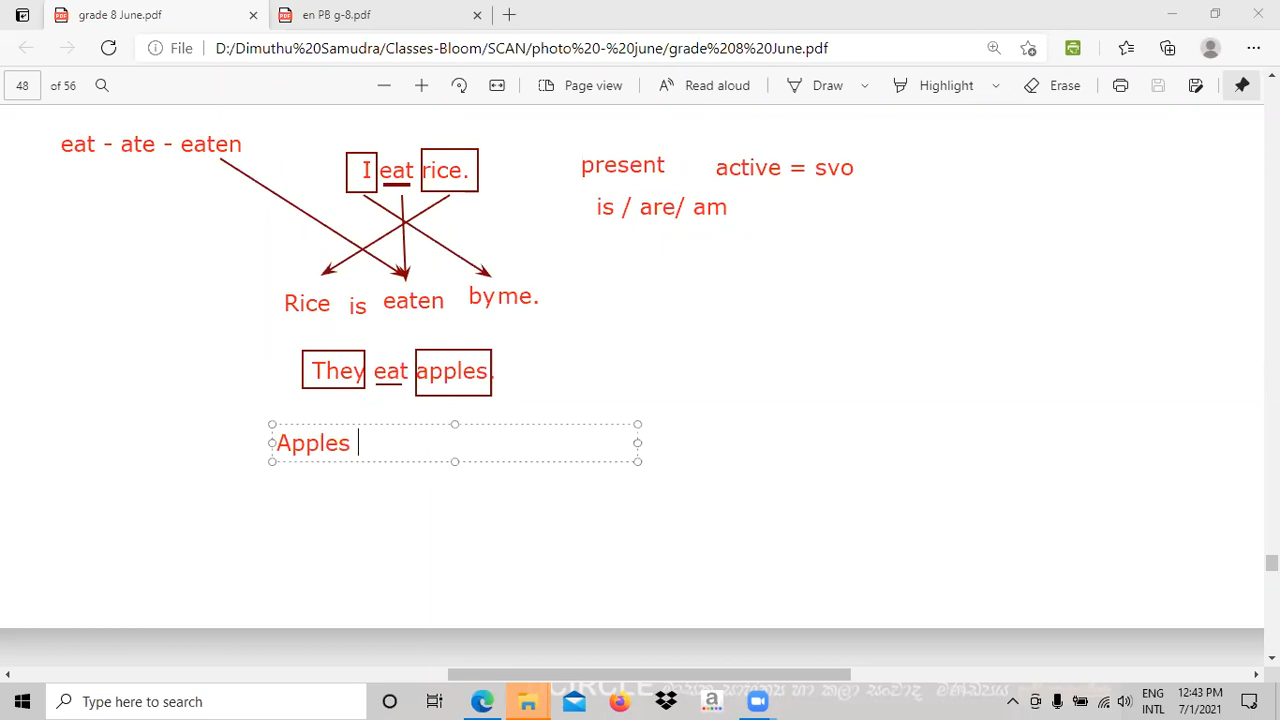 grade 8 June.pdf
en PB g-8.pdf
File
D:/Dimuthu%20Samudra/Classes-Bloom/SCAN/photo%20-%20june/grade%208%20June.pdf
48 of 56
Page view
Read aloud
Draw
Highlight
Erase
eat - ate - eaten
I eat rice.
present
active = svo
is / are/ am
Rice is eaten by me.
They eat apples.
Apples
CIRCLE
Type here to search
a
ENG
INTL
12:43 PM
7/1/2021